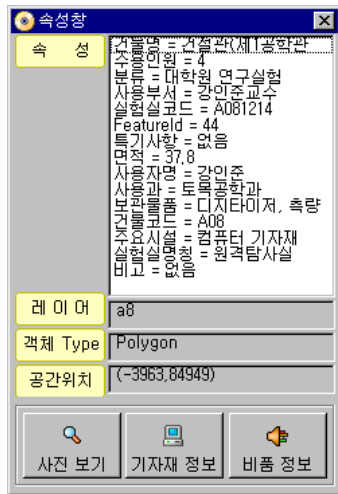 속성창
속 성
건물명 = 건설관(제1공학관
수용인원 = 4
분류 = 대학원 연구실험
사용부서 = 강인준교수
실험실코드 = A081214
FeatureId = 44
특기사항 = 없음
면적 = 37,8
사용자명 = 강인준
사용과 = 토목공학과
보관물품 = 디지타이저, 측량
건물코드 = A08
주요시설 = 컴퓨터 기자재
실험실명칭 = 원격탐사실
비고 = 없음
레 이 어
a8
객체 Type
Polygon
공간위치
(-3963,84949)
사진 보기
기자재 정보
비품 정보